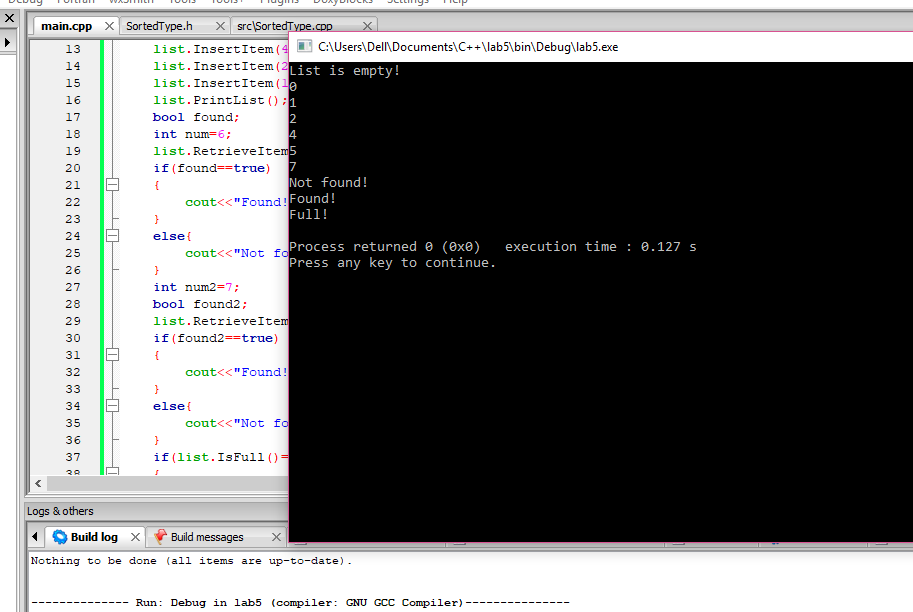 Debug Fortran wxSmith Tools Tools+ Plugins DoxyBlocks Settings Help
main.cpp SortedType.h src\SortedType.cpp
C:\Users\Dell\Documents\C++\lab5\bin\Debug\lab5.exe
13 list.InsertItem(4
14 list.InsertItem(2
15 list.InsertItem(1
16 list.PrintList();
17 bool found;
18 int num=6;
19 list.RetrieveItem
20 if(found==true)
21 {
22 cout<<"Found!
23 }
24 else{
25 cout<<"Not fo
26 }
27 int num2=7;
28 bool found2;
29 list.RetrieveItem
30 if(found2==true)
31 {
32 cout<<"Found!
33 }
34 else{
35 cout<<"Not fo
36 }
37 if(list.IsFull()=
38 {
List is empty!
0
1
2
4
5
7
Not found!
Found!
Full!
Process returned 0 (0x0) execution time : 0.127 s
Press any key to continue.
Logs & others
Build log Build messages
Nothing to be done (all items are up-to-date).
-------------- Run: Debug in lab5 (compiler: GNU GCC Compiler)---------------